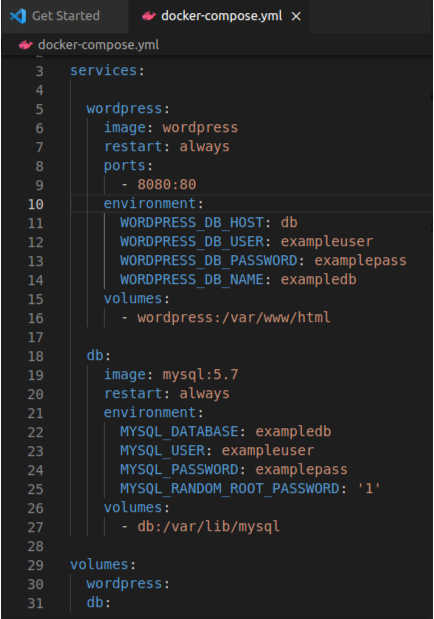 Get Started docker-compose.yml ×
docker-compose.yml
3 services:
4
5   wordpress:
6     image: wordpress
7     restart: always
8     ports:
9       - 8080:80
10     environment:
11       WORDPRESS_DB_HOST: db
12       WORDPRESS_DB_USER: exampleuser
13       WORDPRESS_DB_PASSWORD: examplepass
14       WORDPRESS_DB_NAME: exampledb
15     volumes:
16       - wordpress:/var/www/html
17
18   db:
19     image: mysql:5.7
20     restart: always
21     environment:
22       MYSQL_DATABASE: exampledb
23       MYSQL_USER: exampleuser
24       MYSQL_PASSWORD: examplepass
25       MYSQL_RANDOM_ROOT_PASSWORD: '1'
26     volumes:
27       - db:/var/lib/mysql
28
29 volumes:
30   wordpress:
31   db: